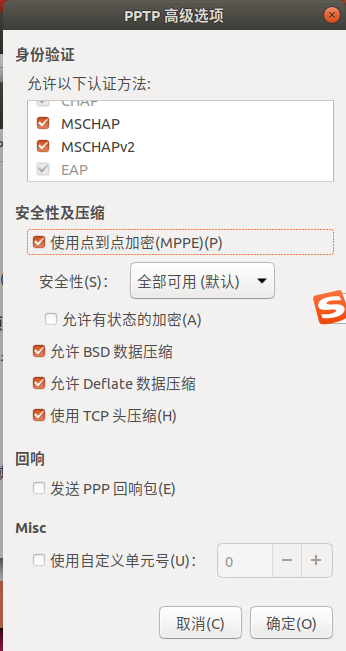 PPTP 高级选项
身份验证
允许以下认证方法:
CHAP
MSCHAP
MSCHAPv2
EAP
安全性及压缩
使用点到点加密(MPPE)(P)
安全性(S): 全部可用 (默认)
允许有状态的加密(A)
允许 BSD 数据压缩
允许 Deflate 数据压缩
使用 TCP 头压缩(H)
回响
发送 PPP 回响包(E)
Misc
使用自定义单元号(U): 0
取消(C) 确定(O)